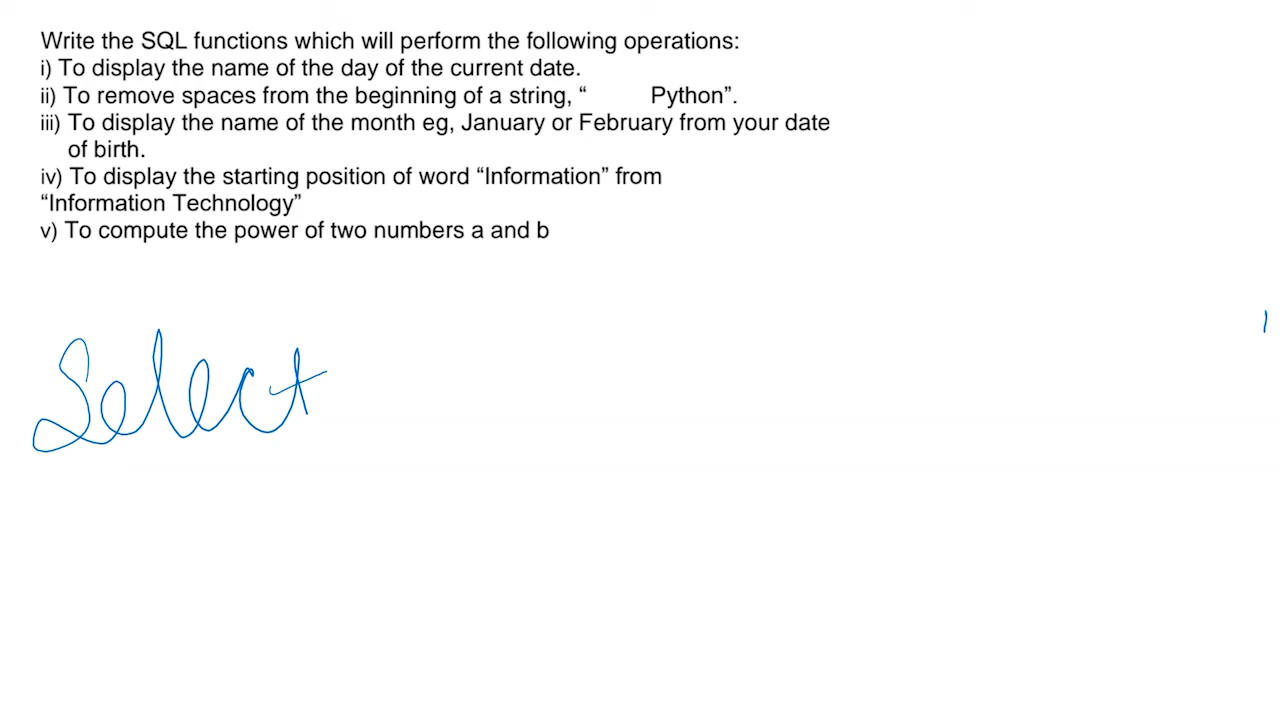 Write the SQL functions which will perform the following operations:
i) To display the name of the day of the current date.
ii) To remove spaces from the beginning of a string, “ Python”.
iii) To display the name of the month eg, January or February from your date
of birth.
iv) To display the starting position of word “Information” from
“Information Technology”
v) To compute the power of two numbers a and b
Select